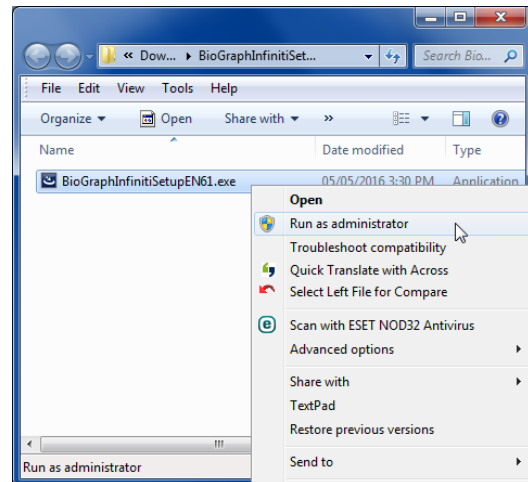 « Dow... ▸ BioGraphInfinitiSet...
Search Bio...
File Edit View Tools Help
Organize Open Share with »
Name Date modified Type
BioGraphInfinitiSetupEN61.exe 05/05/2016 3:30 PM Application
Open
Run as administrator
Troubleshoot compatibility
Quick Translate with Across
Select Left File for Compare
Scan with ESET NOD32 Antivirus
Advanced options
Share with
TextPad
Restore previous versions
Send to
Run as administrator